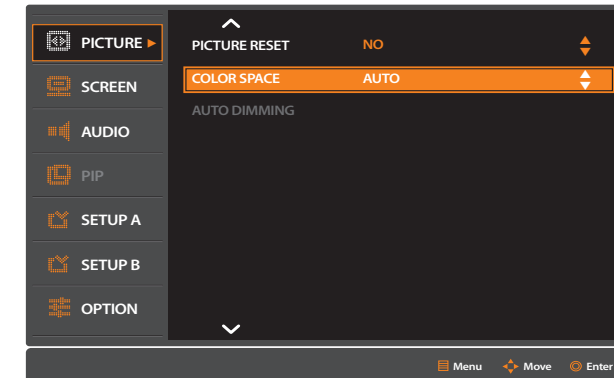 PICTURE
SCREEN
AUDIO
PIP
SETUP A
SETUP B
OPTION
PICTURE RESET NO
COLOR SPACE AUTO
AUTO DIMMING
Menu Move Enter